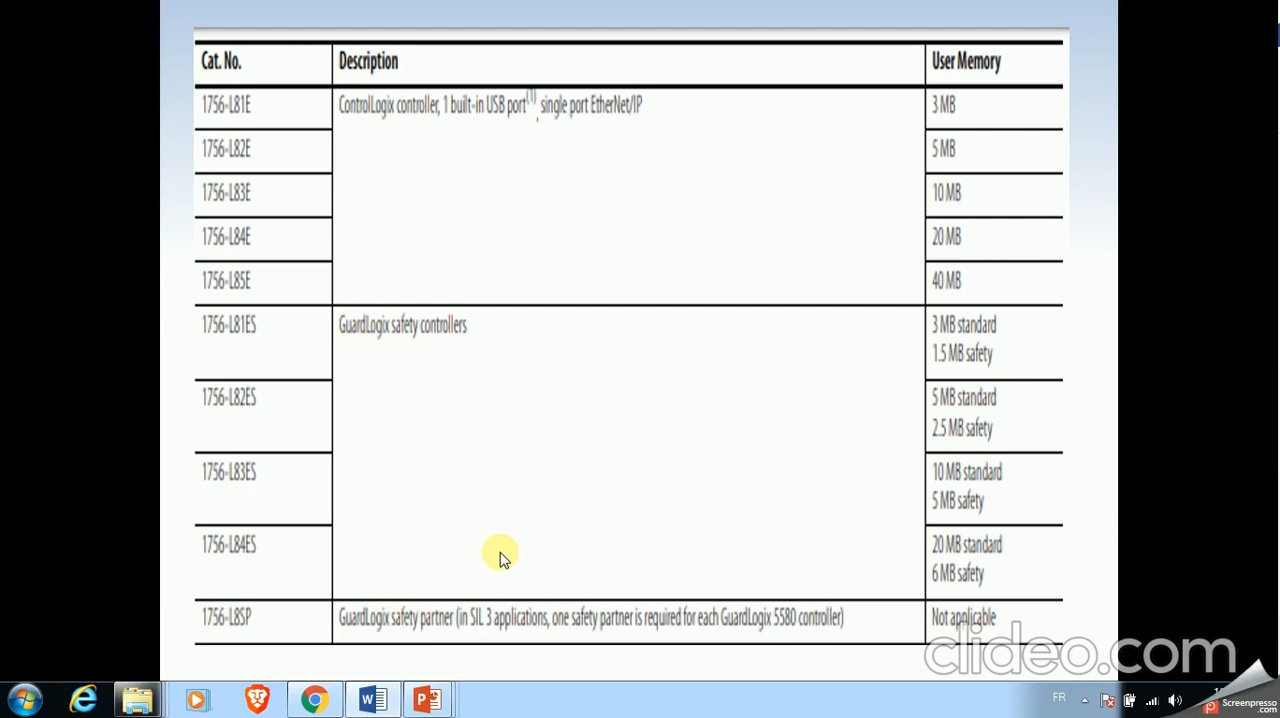 Cat. No. Description User Memory
1756-L81E ControlLogix controller, 1 built-in USB port(1), single port EtherNet/IP 3 MB
1756-L82E 5 MB
1756-L83E 10 MB
1756-L84E 20 MB
1756-L85E 40 MB
1756-L81ES GuardLogix safety controllers 3 MB standard
1.5 MB safety
1756-L82ES 5 MB standard
2.5 MB safety
1756-L83ES 10 MB standard
5 MB safety
1756-L84ES 20 MB standard
6 MB safety
1756-L8SP GuardLogix safety partner (in SIL 3 applications, one safety partner is required for each GuardLogix 5580 controller) Not applicable
clideo.com
FR
Screenpresso
.com